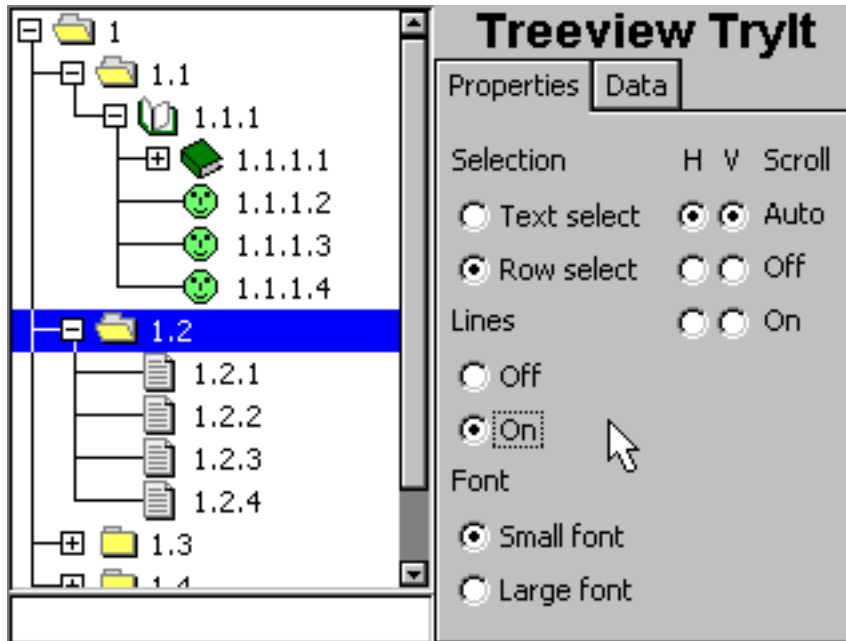 1
1.1
1.1.1
1.1.1.1
1.1.1.2
1.1.1.3
1.1.1.4
1.2
1.2.1
1.2.2
1.2.3
1.2.4
1.3
1.4
Treeview TryIt
Properties Data
Selection H V Scroll
Text select Auto
Row select Off
Lines On
Off
On
Font
Small font
Large font